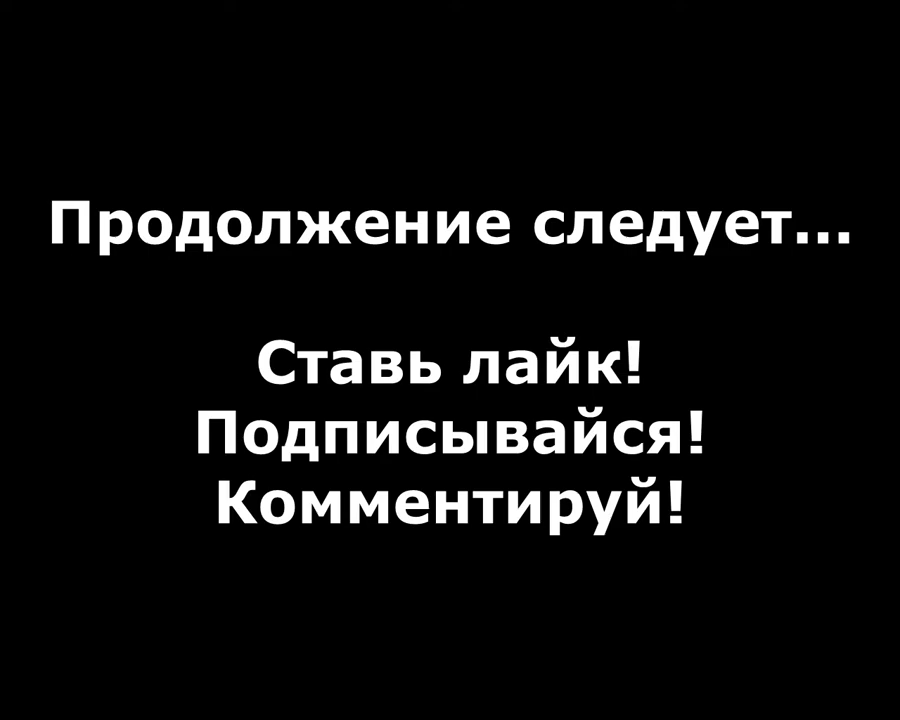 Продолжение следует...
Ставь лайк!
Подписывайся!
Комментируй!